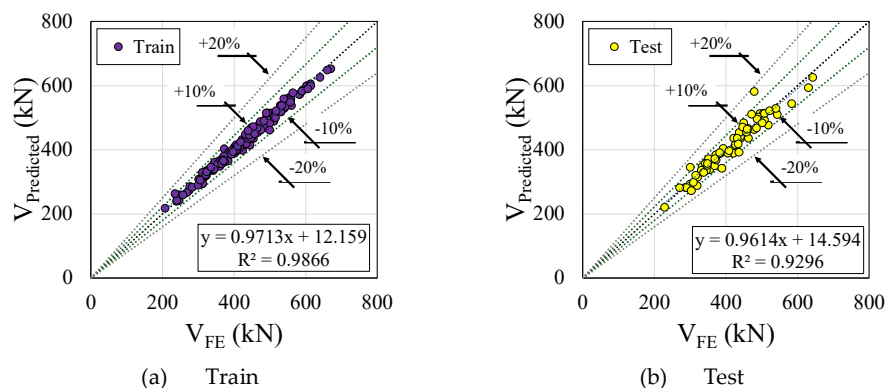 800
600
400
200
0
V_Predicted (kN)
Train
+20%
+10%
-10%
-20%
y = 0.9713x + 12.159
R² = 0.9866
0 200 400 600 800
V_FE (kN)
(a) Train
800
600
400
200
0
V_Predicted (kN)
Test
+20%
+10%
-10%
-20%
y = 0.9614x + 14.594
R² = 0.9296
0 200 400 600 800
V_FE (kN)
(b) Test